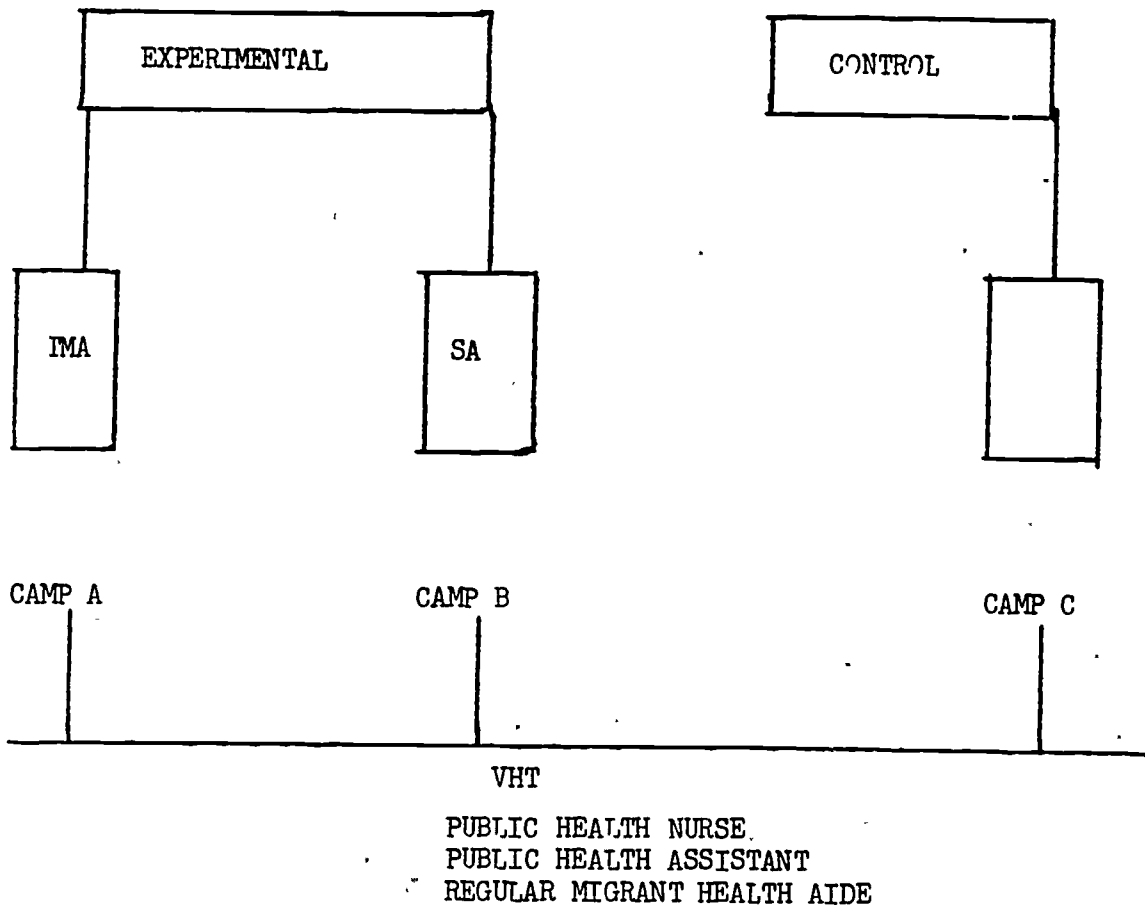 EXPERIMENTAL CONTROL
IMA SA
CAMP A CAMP B CAMP C
VHT
PUBLIC HEALTH NURSE
PUBLIC HEALTH ASSISTANT
REGULAR MIGRANT HEALTH AIDE